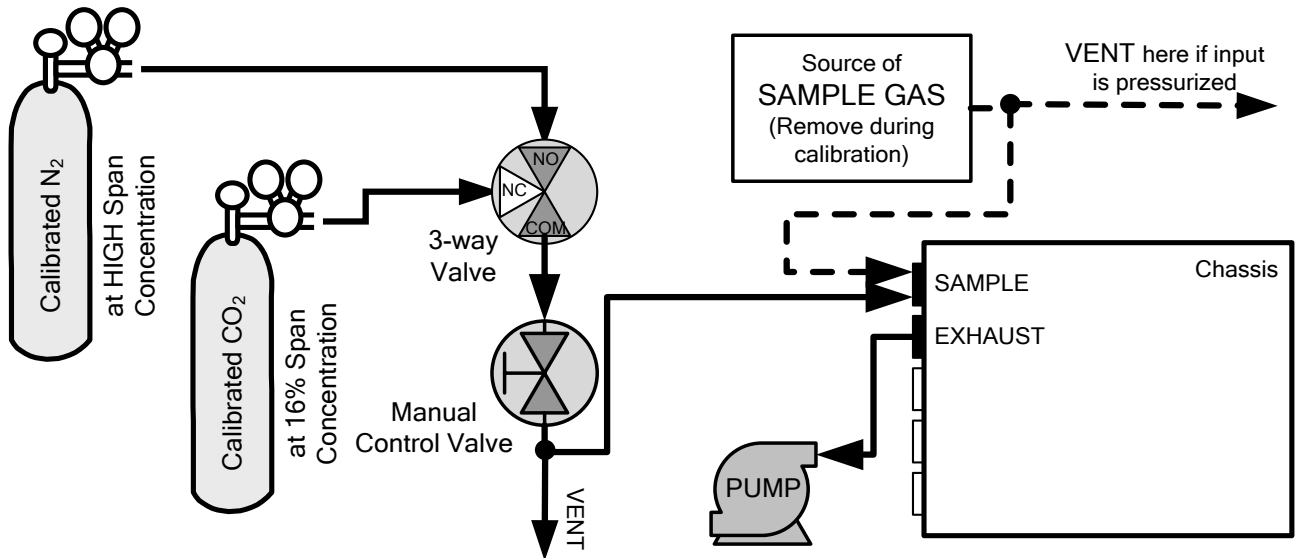 Calibrated N2
at HIGH Span
Concentration
Calibrated CO2
at 16% Span
Concentration
NO
NC
COM
3-way
Valve
Manual
Control Valve
VENT
Source of
SAMPLE GAS
(Remove during
calibration)
VENT here if input
is pressurized
Chassis
SAMPLE
EXHAUST
PUMP